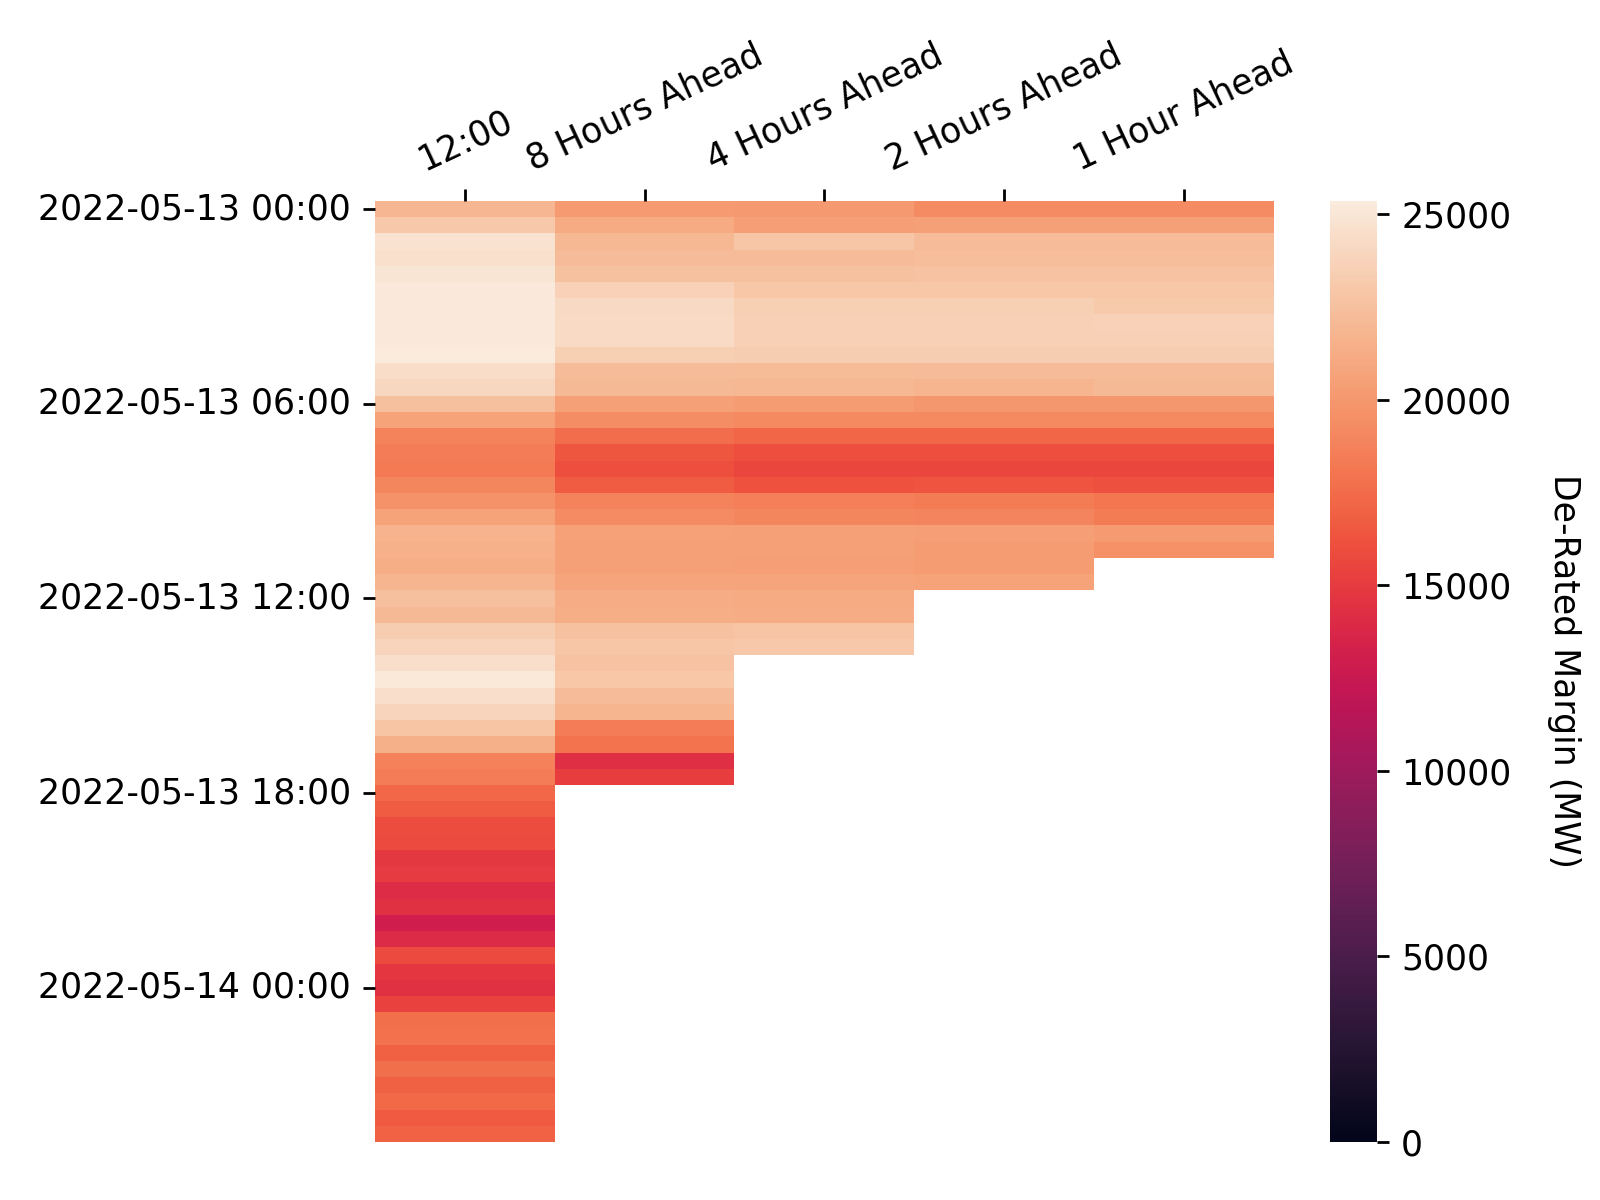 12:00
8 Hours Ahead
4 Hours Ahead
2 Hours Ahead
1 Hour Ahead
2022-05-13 00:00
2022-05-13 06:00
2022-05-13 12:00
2022-05-13 18:00
2022-05-14 00:00
25000
20000
15000
10000
5000
0
De-Rated Margin (MW)